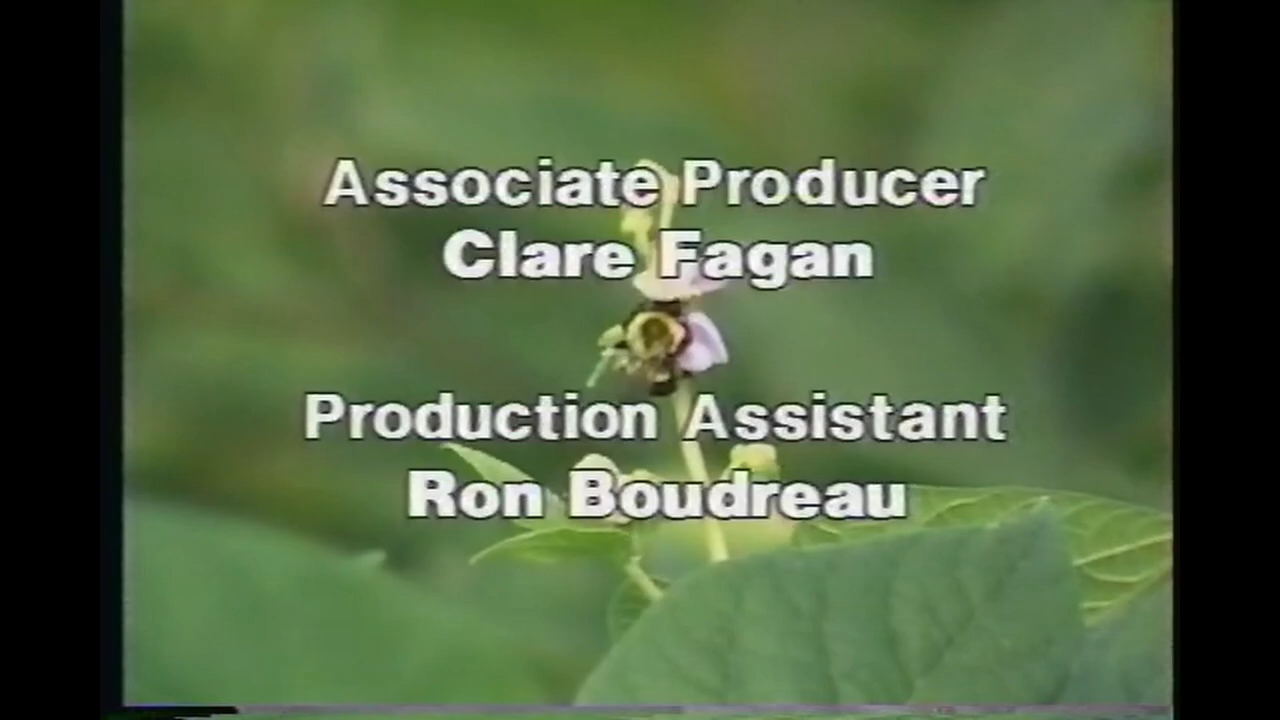 Associate Producer
Clare Fagan
Production Assistant
Ron Boudreau